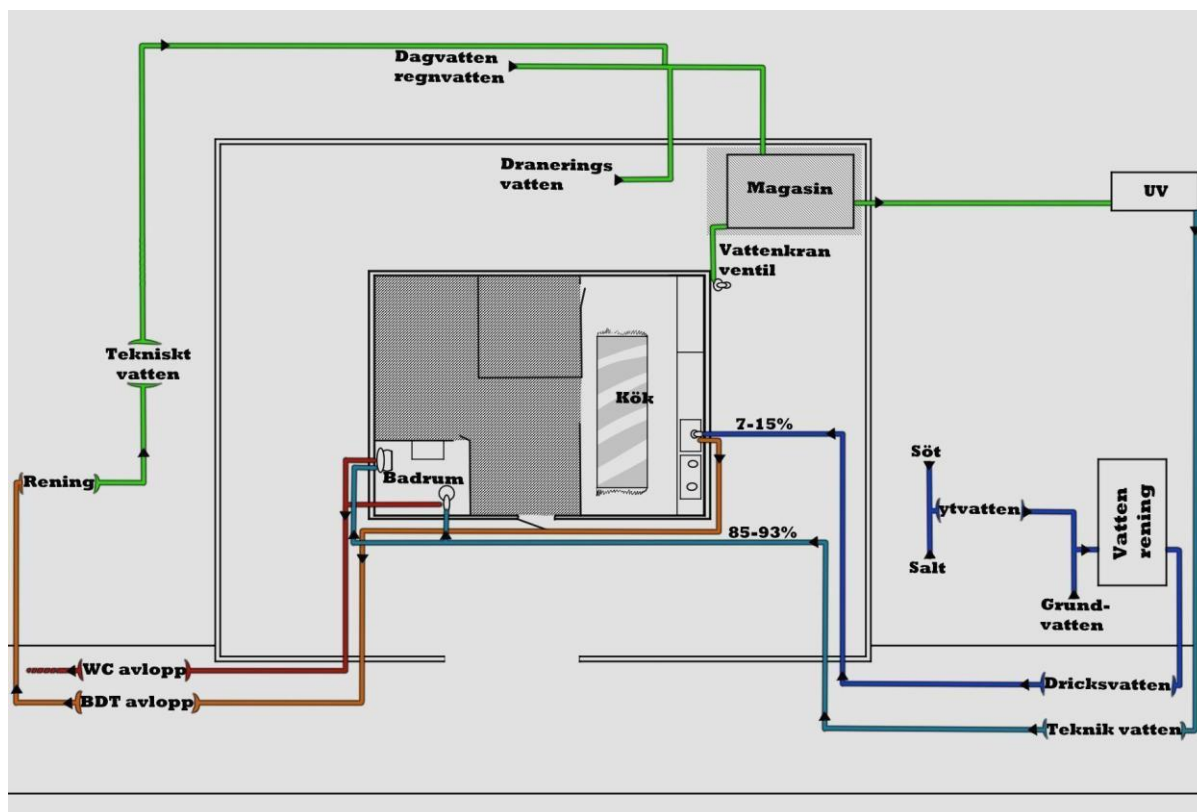 Dagvatten
regnvatten
Dranerings
vatten
Magasin
UV
Vattenkran
ventil
Tekniskt
vatten
Kök
7-15%
Söt
Rening
Badrum
ytvatten
Vatten
rening
85-93%
Salt
Grund-
vatten
WC avlopp
Dricksvatten
BDT avlopp
Teknik vatten